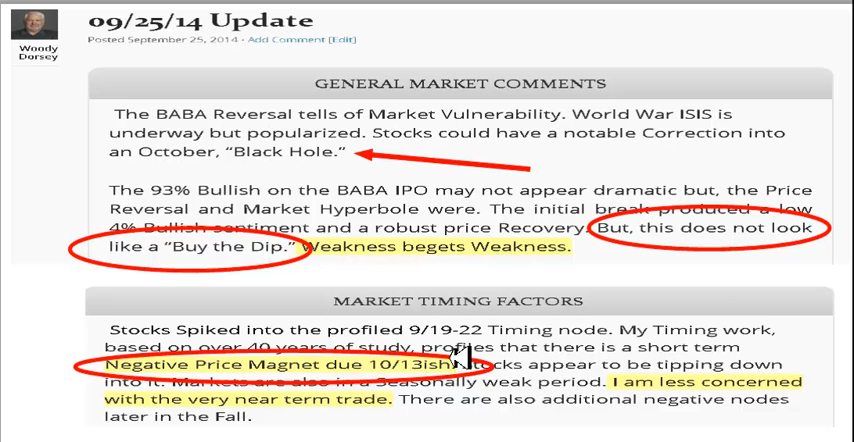 09/25/14 Update
Posted September 25, 2014 - Add Comment [Edit]
Woody
Dorsey
GENERAL MARKET COMMENTS
The BABA Reversal tells of Market Vulnerability. World War ISIS is
underway but popularized. Stocks could have a notable Correction into
an October, “Black Hole.”
The 93% Bullish on the BABA IPO may not appear dramatic but, the Price
Reversal and Market Hyperbole were. The initial break produced a low
4% Bullish sentiment and a robust price Recovery. But, this does not look
like a “Buy the Dip.” Weakness begets Weakness.
MARKET TIMING FACTORS
Stocks Spiked into the profiled 9/19-22 Timing node. My Timing work,
based on over 40 years of study, profiles that there is a short term
Negative Price Magnet due 10/13ish. Stocks appear to be tipping down
into it. Markets are also in a Seasonally weak period. I am less concerned
with the very near term trade. There are also additional negative nodes
later in the Fall.